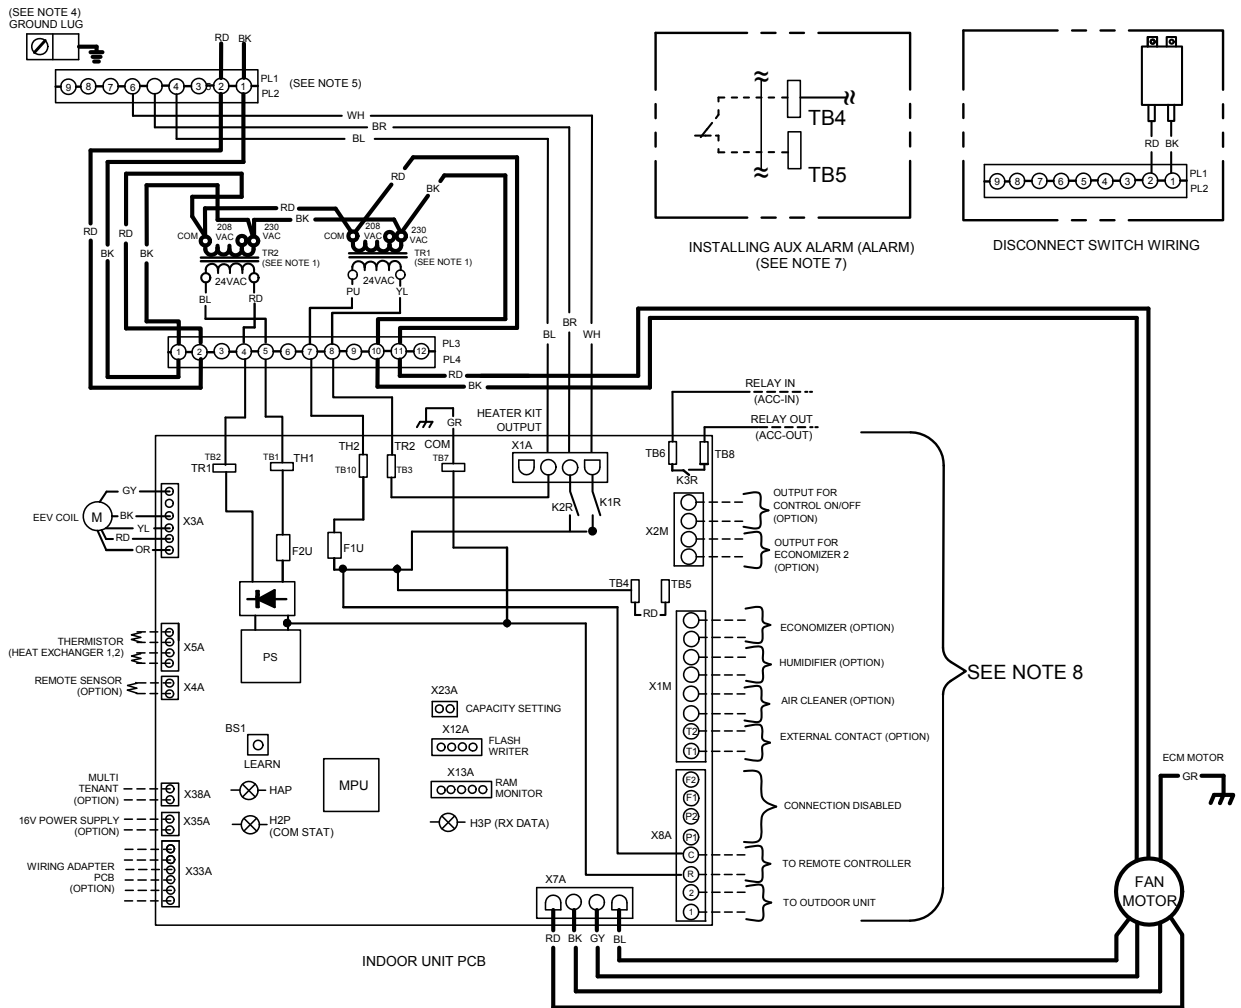 (SEE NOTE 4)
GROUND LUG
RD BK
9 8 7 6 4 3 2 1
PL1
PL2
(SEE NOTE 5)
WH
BR
BL
RD
BK
RD
BK
RD
BK
RD
BK
COM
208 VAC
230 VAC
TR2
(SEE NOTE 1)
24VAC
BL
RD
COM
208 VAC
230 VAC
TR1
(SEE NOTE 1)
24VAC
PU
YL
BL
BR
WH
1 2 3 4 5 6 7 8 9 10 11 12
PL3
PL4
RD
BK
TB4
TB5
INSTALLING AUX ALARM (ALARM)
(SEE NOTE 7)
RD BK
9 8 7 6 5 4 3 2 1
PL1
PL2
DISCONNECT SWITCH WIRING
RELAY IN
(ACC-IN)
RELAY OUT
(ACC-OUT)
GR
HEATER KIT
OUTPUT
X1A
TB2
TR1
TB1
TH1
TH2
TB10
TR2
TB3
COM
TB7
TB6
TB8
K3R
K2R
K1R
EEV COIL
M
GY
BK
YL
RD
OR
X3A
F2U
F1U
PS
X2M
OUTPUT FOR
CONTROL ON/OFF
(OPTION)
OUTPUT FOR
ECONOMIZER 2
(OPTION)
TB4
TB5
RD
THERMISTOR
(HEAT EXCHANGER 1,2)
X5A
REMOTE SENSOR
(OPTION)
X4A
X1M
T2
T1
ECONOMIZER (OPTION)
HUMIDIFIER (OPTION)
AIR CLEANER (OPTION)
EXTERNAL CONTACT (OPTION)
SEE NOTE 8
X23A
CAPACITY SETTING
X12A
FLASH
WRITER
X13A
RAM
MONITOR
H3P (RX DATA)
BS1
LEARN
MPU
HAP
H2P
(COM STAT)
MULTI
TENANT
(OPTION)
X38A
16V POWER SUPPLY
(OPTION)
X35A
WIRING ADAPTER
PCB
(OPTION)
X33A
X8A
F2
F1
P2
P1
C
R
2
1
CONNECTION DISABLED
TO REMOTE CONTROLLER
TO OUTDOOR UNIT
X7A
RD BK GY BL
INDOOR UNIT PCB
ECM MOTOR
GR
FAN
MOTOR